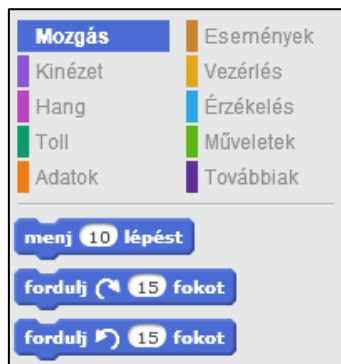 Mozgás Események
Kinézet Vezérlés
Hang Érzékelés
Toll Műveletek
Adatok Továbbiak
menj 10 lépést
fordulj 15 fokot
fordulj 15 fokot